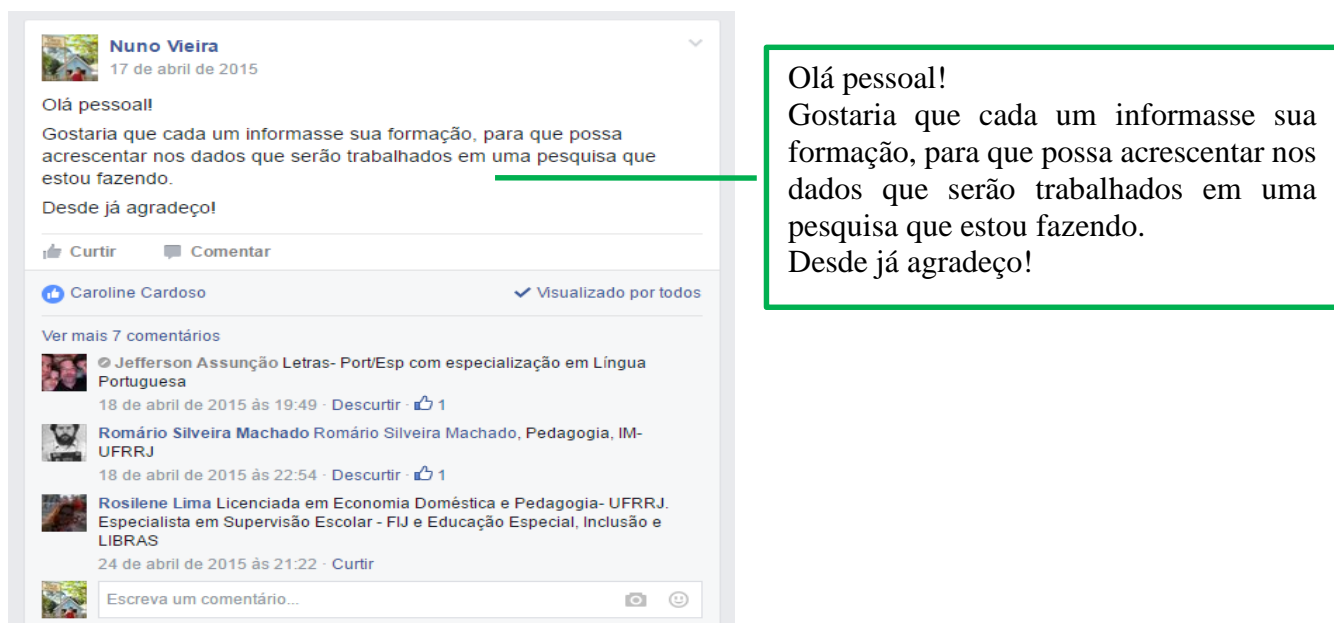 Nuno Vieira
17 de abril de 2015
Olá pessoal!
Gostaria que cada um informasse sua formação, para que possa
acrescentar nos dados que serão trabalhados em uma pesquisa que
estou fazendo.
Desde já agradeço!
Curtir Comentar
Caroline Cardoso Visualizado por todos
Ver mais 7 comentários
Jefferson Assunção Letras- Port/Esp com especialização em Língua
Portuguesa
18 de abril de 2015 às 19:49 · Descurtir · 1
Romário Silveira Machado Romário Silveira Machado, Pedagogia, IM-
UFRRJ
18 de abril de 2015 às 22:54 · Descurtir · 1
Rosilene Lima Licenciada em Economia Doméstica e Pedagogia- UFRRJ.
Especialista em Supervisão Escolar - FIJ e Educação Especial, Inclusão e
LIBRAS
24 de abril de 2015 às 21:22 · Curtir
Escreva um comentário...
Olá pessoal!
Gostaria que cada um informasse sua
formação, para que possa acrescentar nos
dados que serão trabalhados em uma
pesquisa que estou fazendo.
Desde já agradeço!